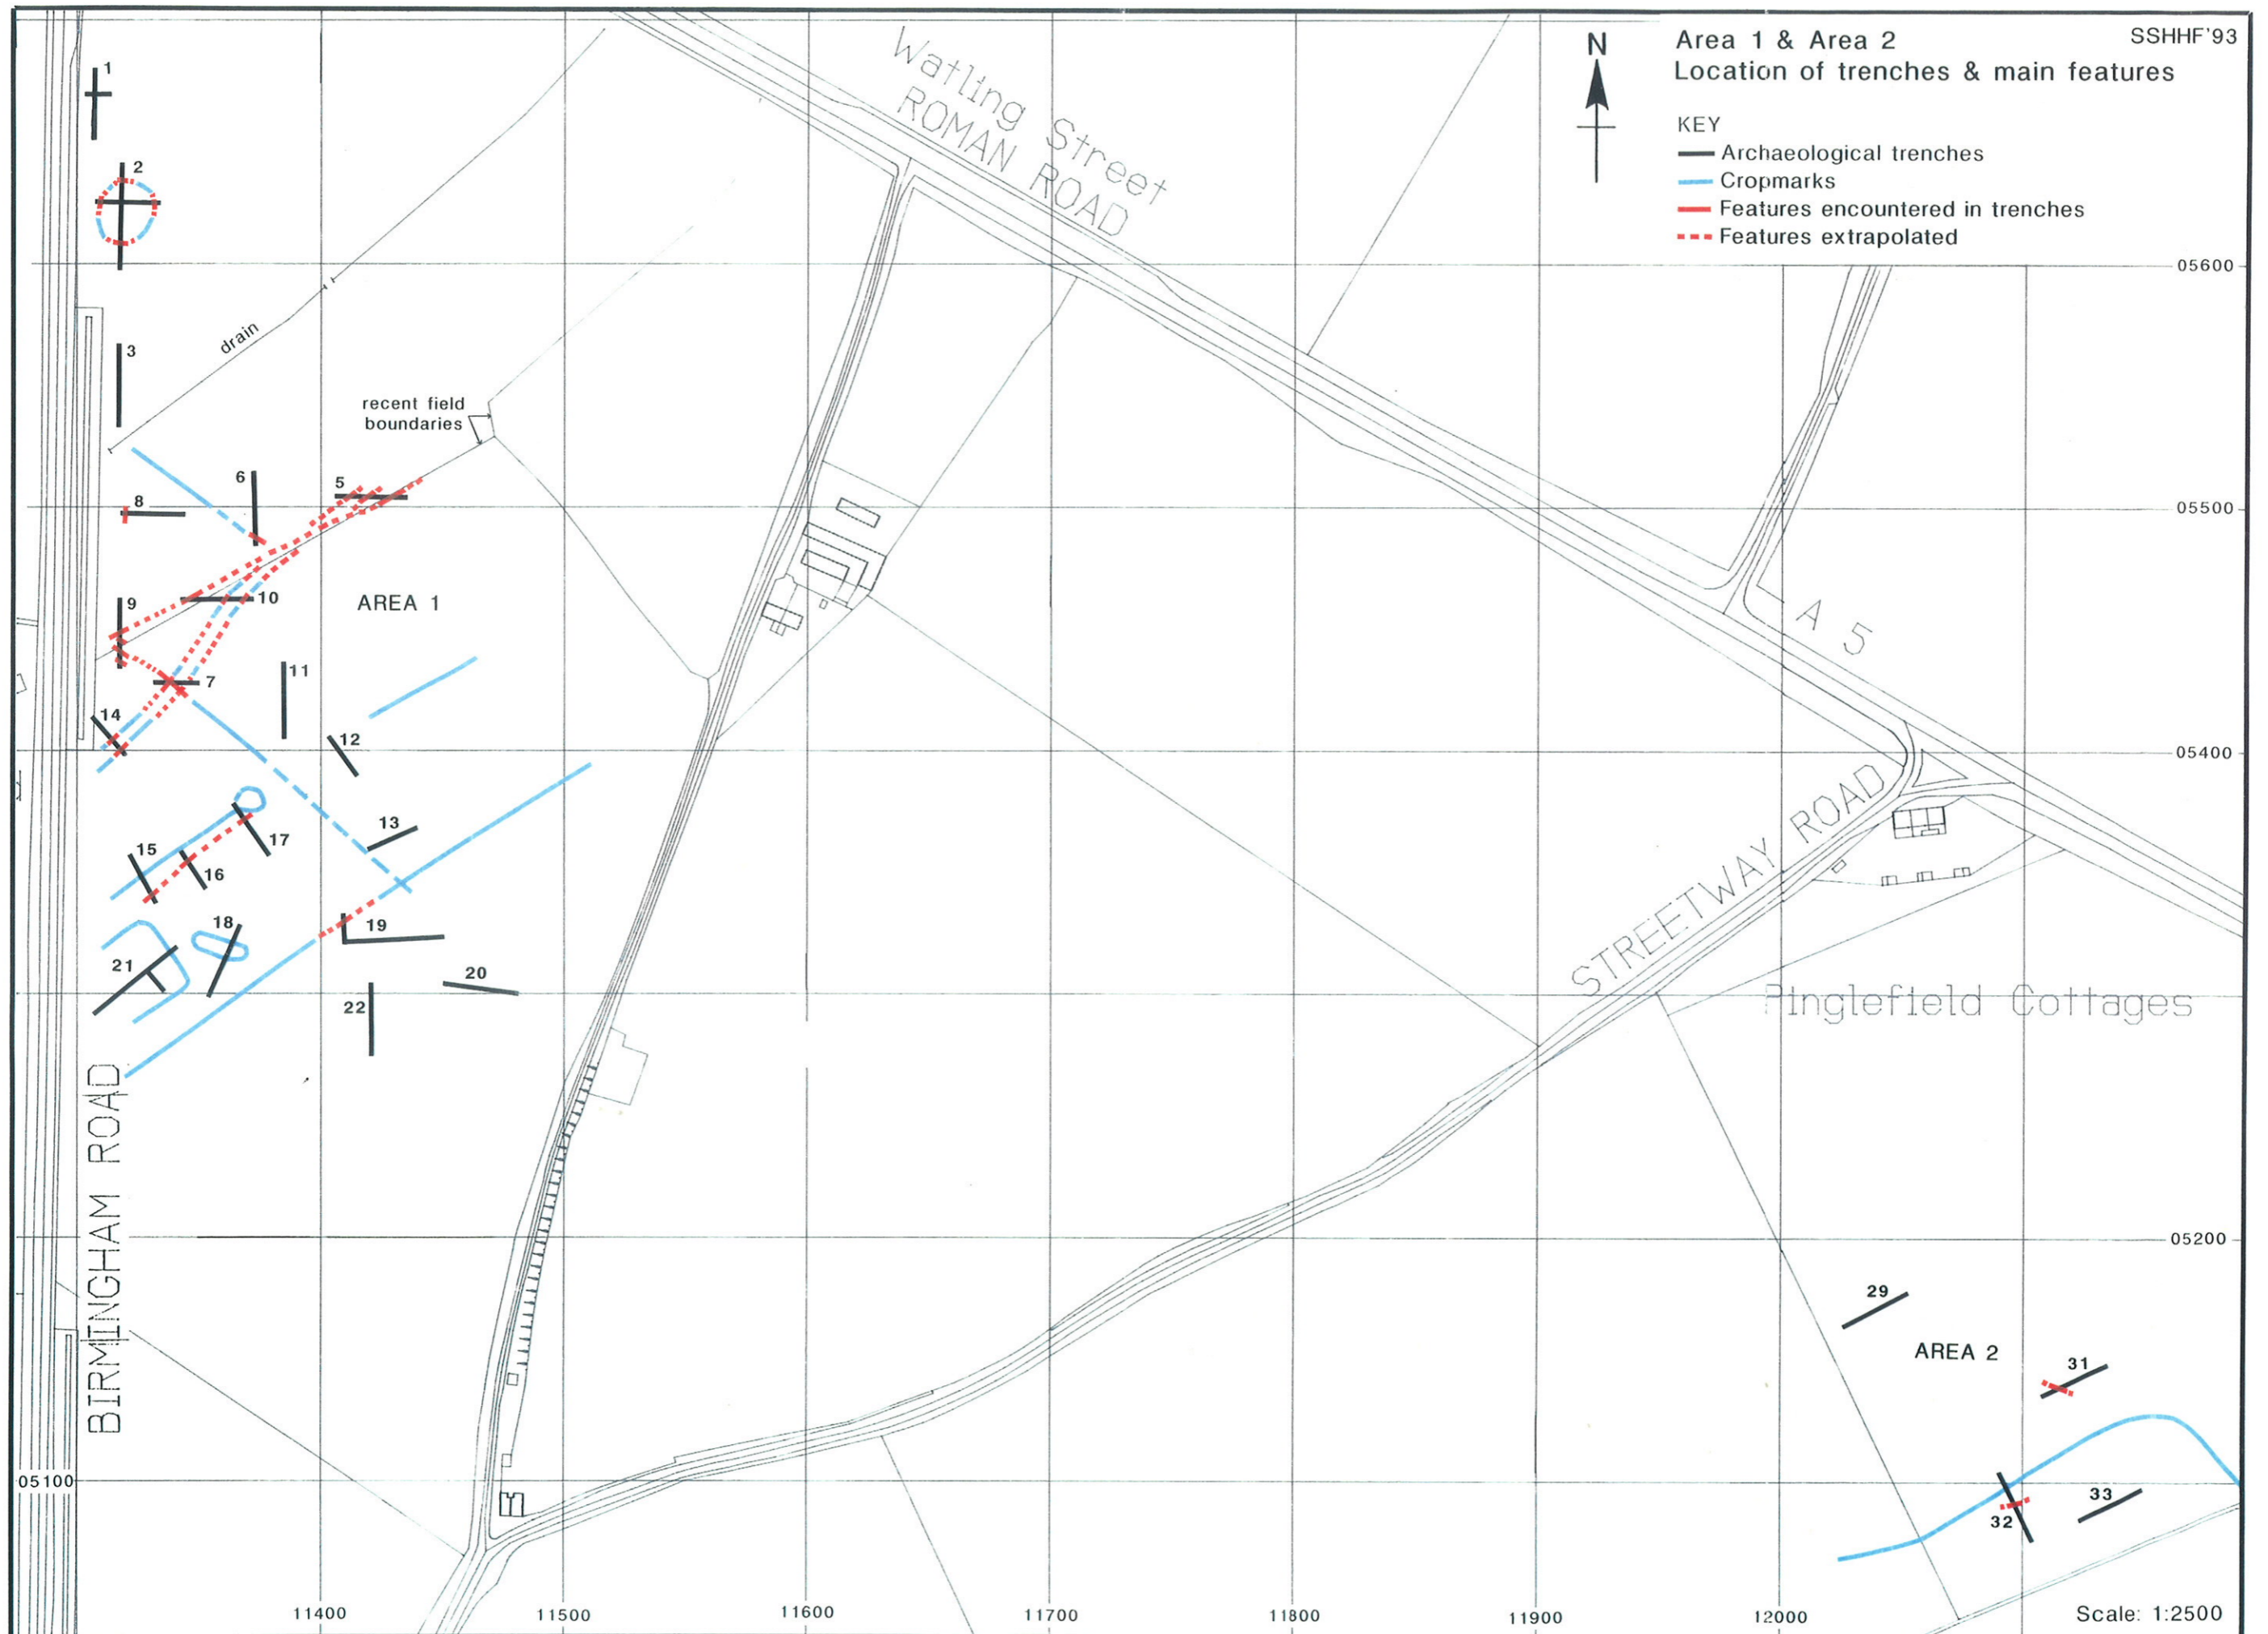 Area 1 & Area 2
SSHHF'93
Location of trenches & main features
N
KEY
Archaeological trenches
Cropmarks
Features encountered in trenches
Features extrapolated
Watling Street
ROMAN ROAD
1
2
05600
drain
3
recent field
boundaries
6
5
8
05500
9
10
AREA 1
A 5
11
7
14
12
05400
13
17
15
16
STREETWAY ROAD
18
19
21
20
22
Pinglefield Cottages
BIRMINGHAM ROAD
05200
29
AREA 2
31
05100
33
32
11400
11500
11600
11700
11800
11900
12000
Scale: 1:2500